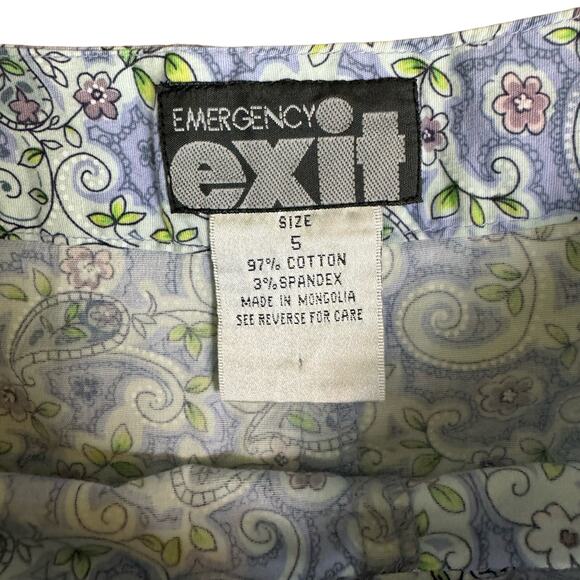 EMERGENCY
exit
SIZE
5
97% COTTON
3% SPANDEX
MADE IN MONGOLIA
SEE REVERSE FOR CARE